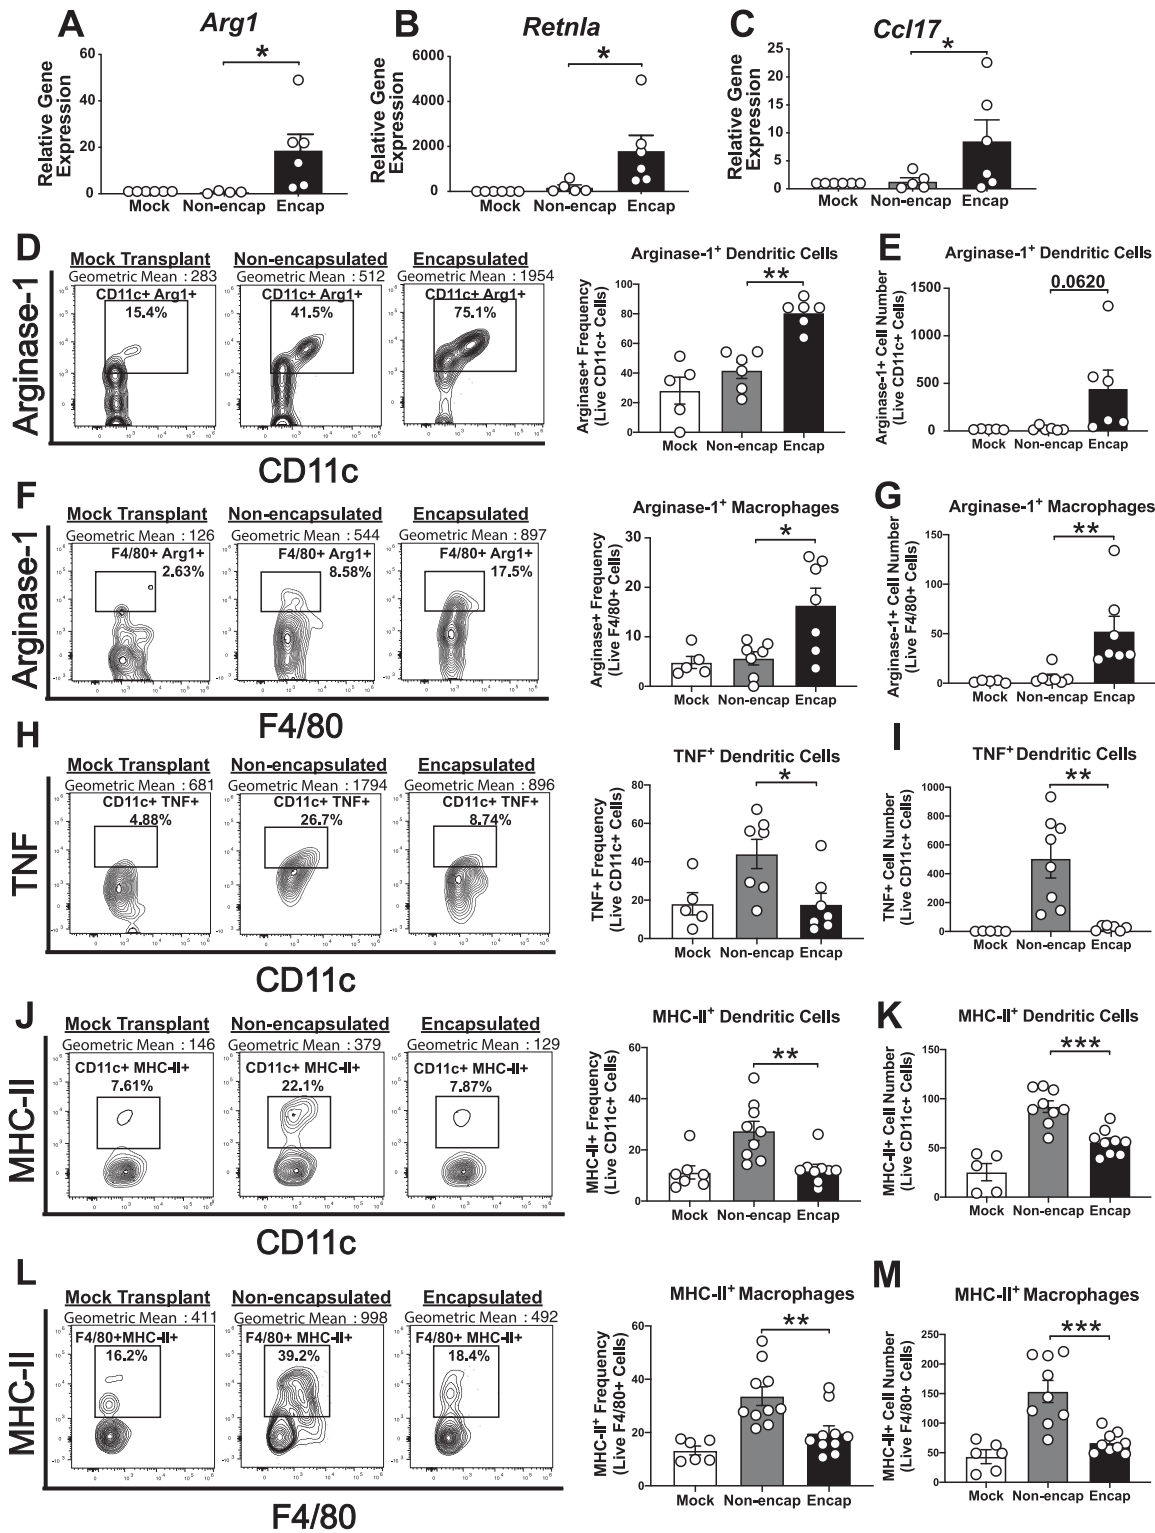 A
Arg1
Relative Gene
Expression
60
40
20
0
*
Mock
Non-encap
Encap
B
Retnla
Relative Gene
Expression
6000
4000
2000
0
*
Mock
Non-encap
Encap
C
Ccl17
Relative Gene
Expression
25
20
15
10
5
0
*
Mock
Non-encap
Encap
D
Arginase-1
Mock Transplant
Geometric Mean : 283
CD11c+ Arg1+
15.4%
Non-encapsulated
Geometric Mean : 512
CD11c+ Arg1+
41.5%
Encapsulated
Geometric Mean : 1954
CD11c+ Arg1+
75.1%
CD11c
Arginase-1+ Dendritic Cells
Arginase+ Frequency
(Live CD11c+ Cells)
100
80
60
40
20
0
**
Mock
Non-encap
Encap
E
Arginase-1+ Dendritic Cells
Arginase-1+ Cell Number
(Live CD11c+ Cells)
1500
1000
500
0
0.0620
Mock
Non-encap
Encap
F
Arginase-1
Mock Transplant
Geometric Mean : 126
F4/80+ Arg1+
2.63%
Non-encapsulated
Geometric Mean : 544
F4/80+ Arg1+
8.58%
Encapsulated
Geometric Mean : 897
F4/80+ Arg1+
17.5%
F4/80
Arginase-1+ Macrophages
Arginase+ Frequency
(Live F4/80+ Cells)
30
20
10
0
*
Mock
Non-encap
Encap
G
Arginase-1+ Macrophages
Arginase-1+ Cell Number
(Live F4/80+ Cells)
150
100
50
0
**
Mock
Non-encap
Encap
H
TNF
Mock Transplant
Geometric Mean : 681
CD11c+ TNF+
4.88%
Non-encapsulated
Geometric Mean : 1794
CD11c+ TNF+
26.7%
Encapsulated
Geometric Mean : 896
CD11c+ TNF+
8.74%
CD11c
TNF+ Dendritic Cells
TNF+ Frequency
(Live CD11c+ Cells)
80
60
40
20
0
*
Mock
Non-encap
Encap
I
TNF+ Dendritic Cells
TNF+ Cell Number
(Live CD11c+ Cells)
1000
800
600
400
200
0
**
Mock
Non-encap
Encap
J
MHC-II
Mock Transplant
Geometric Mean : 146
CD11c+ MHC-II+
7.61%
Non-encapsulated
Geometric Mean : 379
CD11c+ MHC-II+
22.1%
Encapsulated
Geometric Mean : 129
CD11c+ MHC-II+
7.87%
CD11c
MHC-II+ Dendritic Cells
MHC-II+ Frequency
(Live CD11c+ Cells)
60
40
20
0
**
Mock
Non-encap
Encap
K
MHC-II+ Dendritic Cells
MHC-II+ Cell Number
(Live CD11c+ Cells)
150
100
50
0
***
Mock
Non-encap
Encap
L
MHC-II
Mock Transplant
Geometric Mean : 411
F4/80+MHC-II+
16.2%
Non-encapsulated
Geometric Mean : 998
F4/80+ MHC-II+
39.2%
Encapsulated
Geometric Mean : 492
F4/80+ MHC-II+
18.4%
F4/80
MHC-II+ Macrophages
MHC-II+ Frequency
(Live F4/80+ Cells)
60
40
20
0
**
Mock
Non-encap
Encap
M
MHC-II+ Macrophages
MHC-II+ Cell Number
(Live F4/80+ Cells)
250
200
150
100
50
0
***
Mock
Non-encap
Encap